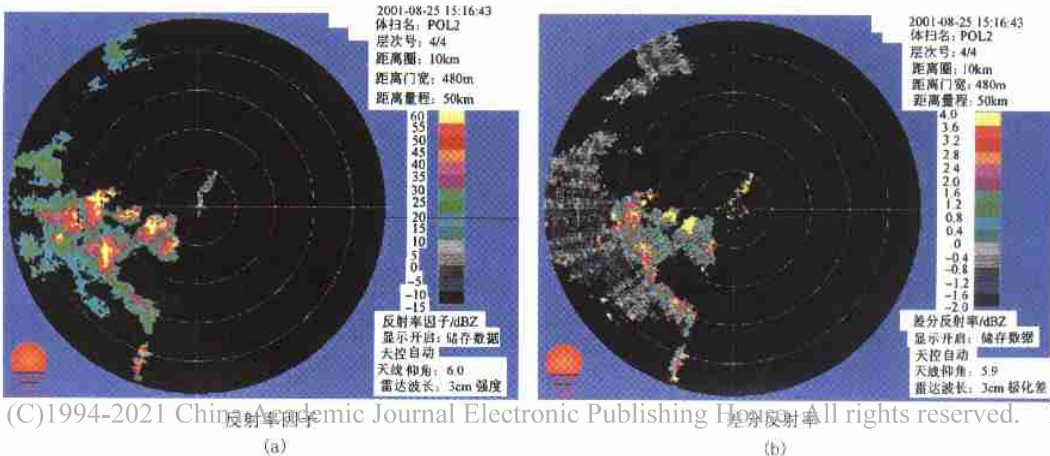 2001-08-25 15:16:43
体扫名：POL2
层次号：4/4
距离圈：10km
距离门宽：480m
距离量程：50km
60
55
50
45
40
35
30
25
20
15
10
5
0
-5
-10
-15
反射率因子/dBZ
显示开启：储存数据
天控自动
天线仰角：6.0
雷达波长：3cm 强度
2001-08-25 15:16:43
体扫名：POL2
层次号：4/4
距离圈：10km
距离门宽：480m
距离量程：50km
4.0
3.6
3.2
2.8
2.4
2.0
1.6
1.2
0.8
0.4
0
-0.4
-0.8
-1.2
-1.6
-2.0
差分反射率/dBZ
显示开启：储存数据
天控自动
天线仰角：5.9
雷达波长：3cm 极化差
(C)1994-2021 China Academic Journal Electronic Publishing House. All rights reserved.
反射率因子
差分反射率
(a)
(b)